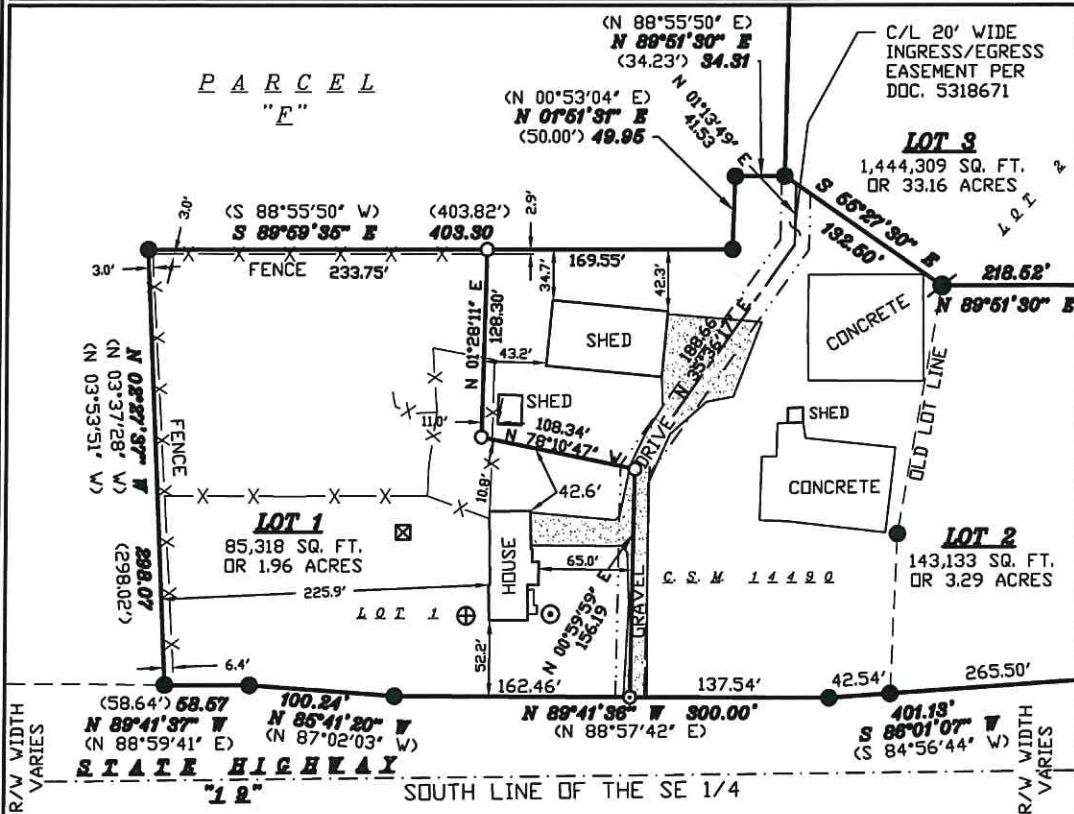 (N 88°55'50" E)
N 89°51'30" E
(34.23') 34.31
C/L 20' WIDE
INGRESS/EGRESS
EASEMENT PER
DOC. 5318671
P A R C E L
"F"
(N 00°53'04" E)
N 01°51'31" E
(50.00') 49.95
N 01°13'49" E
41.53
LOT 3
1,444,309 SQ. FT.
OR 33.16 ACRES
LOT 2
S 55°27'30" E
132.50'
3.0'
(S 88°55'50" W)
S 89°59'35" E
(403.82')
403.30
2.9'
3.0'
FENCE
233.75'
169.55'
218.52'
N 89°51'30" E
34.7'
42.3'
N 01°28'11" E
128.30'
SHED
188.66'
N 35°36'17" E
CONCRETE
43.2'
SHED
11.0'
108.34'
N 78°10'47" W
DRIVE
SHED
OLD LOT LINE
N 02°27'37" W
(N 03°37'28" W)
(N 03°53'51" W)
FENCE
10.8'
42.6'
CONCRETE
LOT 1
85,318 SQ. FT.
OR 1.96 ACRES
HOUSE
65.0'
LOT 2
143,133 SQ. FT.
OR 3.29 ACRES
298.07
(298.02')
225.9'
LOT 1
C.S.M. 14490
N 00°59'59" E
156.19
GRAVEL
52.2'
6.4'
162.46'
137.54'
42.54'
265.50'
(58.64') 58.57
N 89°41'37" W
(N 88°59'41" E)
100.24'
N 85°41'20" W
(N 87°02'03" W)
N 89°41'36" W 300.00'
(N 88°57'42" E)
401.13'
S 86°01'07" W
(S 84°56'44" W)
R/W WIDTH
VARIES
S T A T E H I G H W A Y
"1 9"
SOUTH LINE OF THE SE 1/4
R/W WIDTH
VARIES